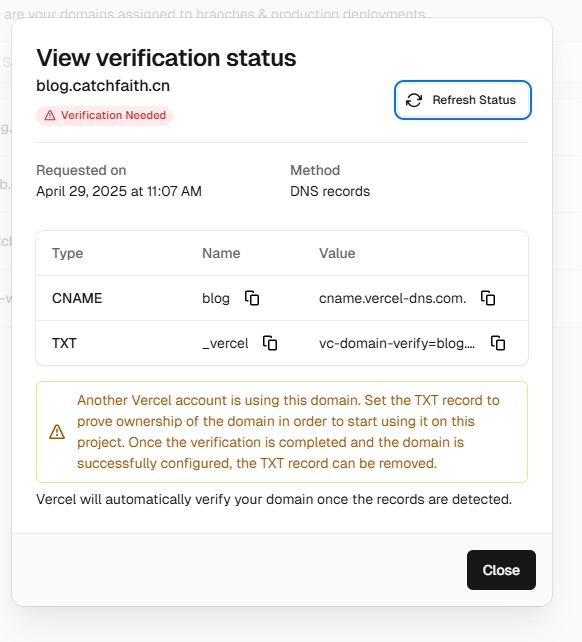 are your domains assigned to branches & production deployments.
View verification status
blog.catchfaith.cn
Verification Needed
Refresh Status
Requested on
Method
April 29, 2025 at 11:07 AM
DNS records
Type Name Value
CNAME blog cname.vercel-dns.com.
TXT _vercel vc-domain-verify=blog....
Another Vercel account is using this domain. Set the TXT record to
prove ownership of the domain in order to start using it on this
project. Once the verification is completed and the domain is
successfully configured, the TXT record can be removed.
Vercel will automatically verify your domain once the records are detected.
Close